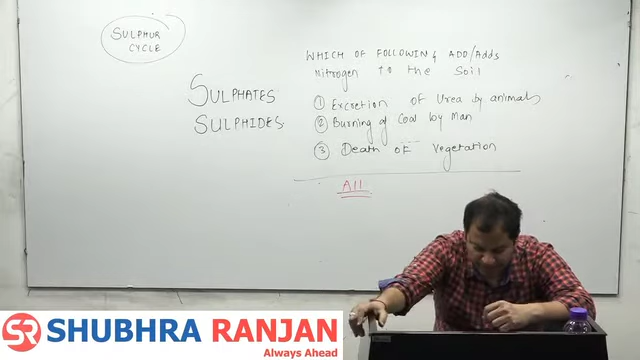 SULPHUR
CYCLE
SULPHATES
SULPHIDES
WHICH OF FOLLOWING ADD/Adds
Nitrogen TO the Soil
① Excretion of Urea by animals
② Burning of Coal by Man
③ Death of Vegetation
All
SR SHUBHRA RANJAN
Always Ahead